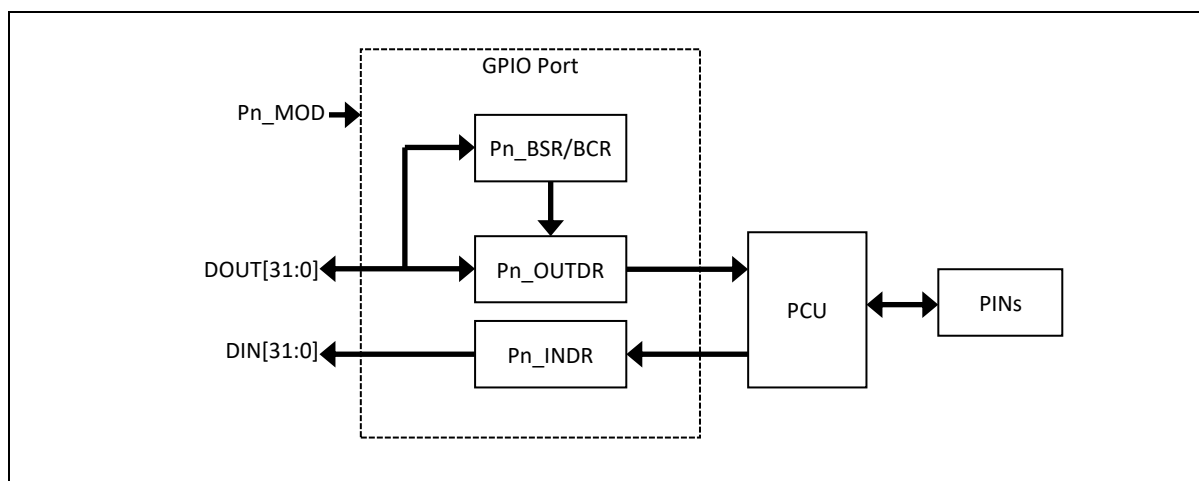 GPIO Port
Pn_MOD
Pn_BSR/BCR
DOUT[31:0]
Pn_OUTDR
PCU
PINs
DIN[31:0]
Pn_INDR